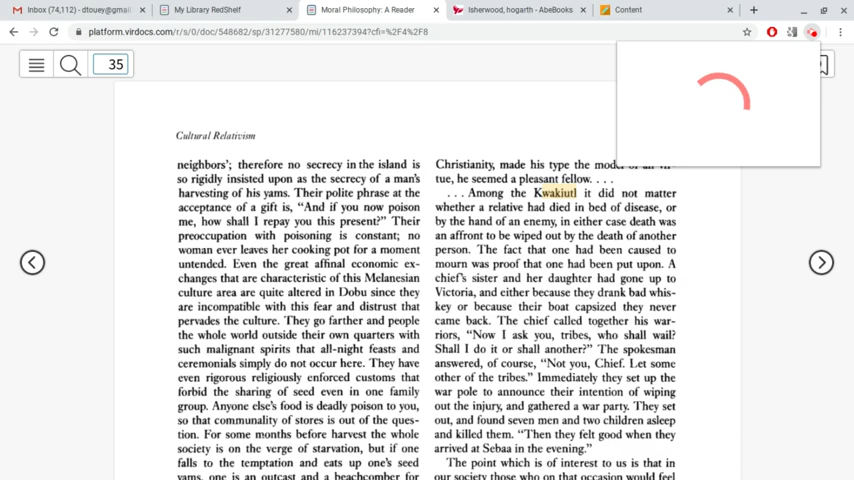 Inbox (74,112) - dtouey@gmail
My Library RedShelf
Moral Philosophy: A Reader
Isherwood, hogarth - AbeBooks
Content
platform.virdocs.com/r/s/0/doc/548682/sp/31277580/mi/116237394?cfi=%2F4%2F8
35
Cultural Relativism
neighbors'; therefore no secrecy in the island is
so rigidly insisted upon as the secrecy of a man's
harvesting of his yams. Their polite phrase at the
acceptance of a gift is, "And if you now poison
me, how shall I repay you this present?" Their
preoccupation with poisoning is constant; no
woman ever leaves her cooking pot for a moment
untended. Even the great affinal economic ex-
changes that are characteristic of this Melanesian
culture area are quite altered in Dobu since they
are incompatible with this fear and distrust that
pervades the culture. They go farther and people
the whole world outside their own quarters with
such malignant spirits that all-night feasts and
ceremonials simply do not occur here. They have
even rigorous religiously enforced customs that
forbid the sharing of seed even in one family
group. Anyone else's food is deadly poison to you,
so that communality of stores is out of the ques-
tion. For some months before harvest the whole
society is on the verge of starvation, but if one
falls to the temptation and eats up one's seed
yams, one is an outcast and a beachcomber for
Christianity, made his type the model of all vir-
tue, he seemed a pleasant fellow. . . .
. . . Among the Kwakiutl it did not matter
whether a relative had died in bed of disease, or
by the hand of an enemy, in either case death was
an affront to be wiped out by the death of another
person. The fact that one had been caused to
mourn was proof that one had been put upon. A
chief's sister and her daughter had gone up to
Victoria, and either because they drank bad whis-
key or because their boat capsized they never
came back. The chief called together his war-
riors, "Now I ask you, tribes, who shall wail?
Shall I do it or shall another?" The spokesman
answered, of course, "Not you, Chief. Let some
other of the tribes." Immediately they set up the
war pole to announce their intention of wiping
out the injury, and gathered a war party. They set
out, and found seven men and two children asleep
and killed them. "Then they felt good when they
arrived at Sebaa in the evening."
The point which is of interest to us is that in
our society those who on that occasion would feel